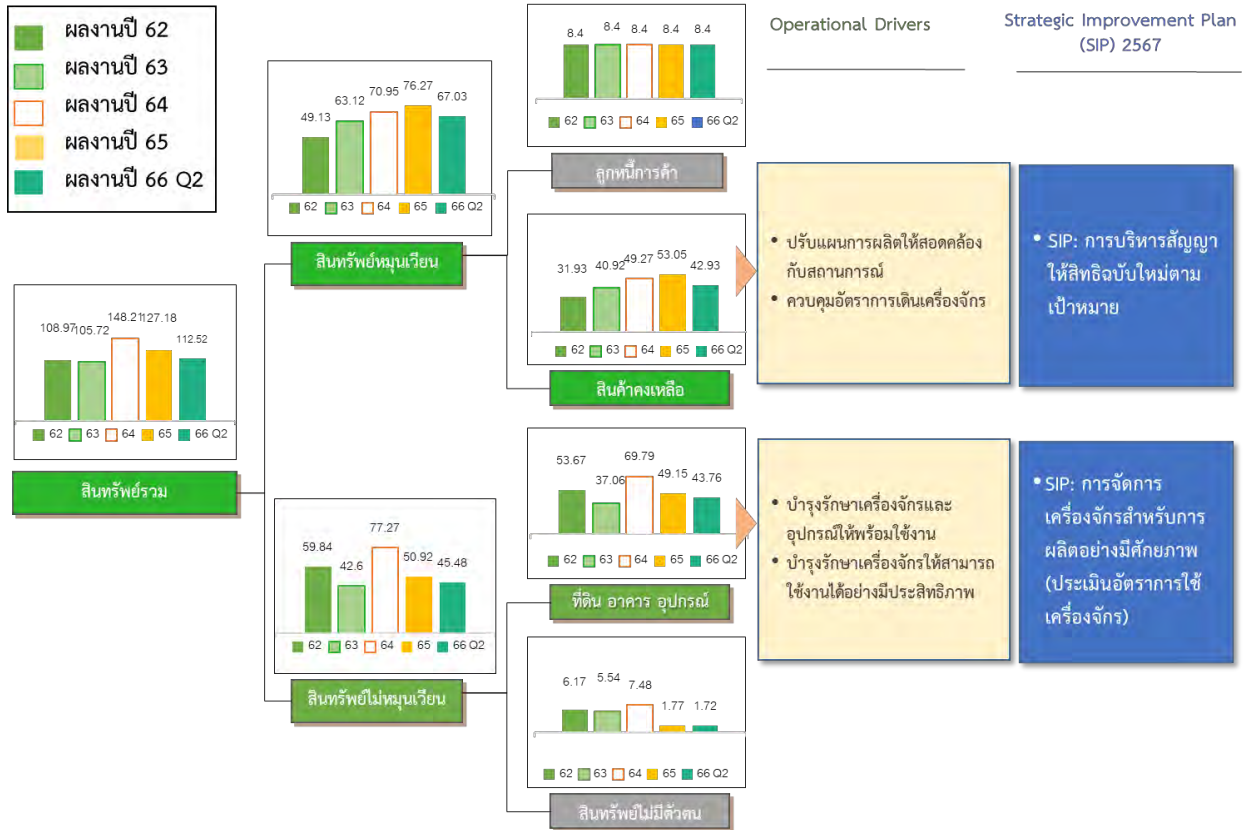 ผลงานปี 62
ผลงานปี 63
ผลงานปี 64
ผลงานปี 65
ผลงานปี 66 Q2
Operational Drivers
Strategic Improvement Plan
(SIP) 2567
108.97
105.72
148.21
127.18
112.52
62 63 64 65 66 Q2
สินทรัพย์รวม
49.13
63.12
70.95
76.27
67.03
62 63 64 65 66 Q2
สินทรัพย์หมุนเวียน
59.84
42.6
77.27
50.92
45.48
62 63 64 65 66 Q2
สินทรัพย์ไม่หมุนเวียน
8.4 8.4 8.4 8.4 8.4
62 63 64 65 66 Q2
ลูกหนี้การค้า
31.93
40.92
49.27
53.05
42.93
62 63 64 65 66 Q2
สินค้าคงเหลือ
53.67
37.06
69.79
49.15
43.76
62 63 64 65 66 Q2
ที่ดิน อาคาร อุปกรณ์
6.17
5.54
7.48
1.77
1.72
62 63 64 65 66 Q2
สินทรัพย์ไม่มีตัวตน
• ปรับแผนการผลิตให้สอดคล้อง
กับสถานการณ์
• ควบคุมอัตราการเดินเครื่องจักร
• SIP: การบริหารสัญญา
ให้สิทธิฉบับใหม่ตาม
เป้าหมาย
• บำรุงรักษาเครื่องจักรและ
อุปกรณ์ให้พร้อมใช้งาน
• บำรุงรักษาเครื่องจักรให้สามารถ
ใช้งานได้อย่างมีประสิทธิภาพ
• SIP: การจัดการ
เครื่องจักรสำหรับการ
ผลิตอย่างมีศักยภาพ
(ประเมินอัตราการใช้
เครื่องจักร)